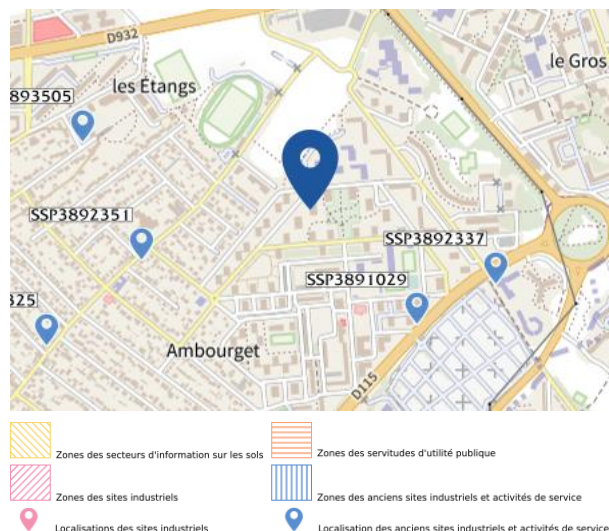 D932
les Étangs
le Gros
3893505
SSP3892351
SSP3892337
SSP3891029
325
Ambourget
D115
Zones des secteurs d'information sur les sols
Zones des servitudes d'utilité publique
Zones des sites industriels
Zones des anciens sites industriels et activités de service
Localisations des sites industriels
Localisation des anciens sites industriels et activités de service